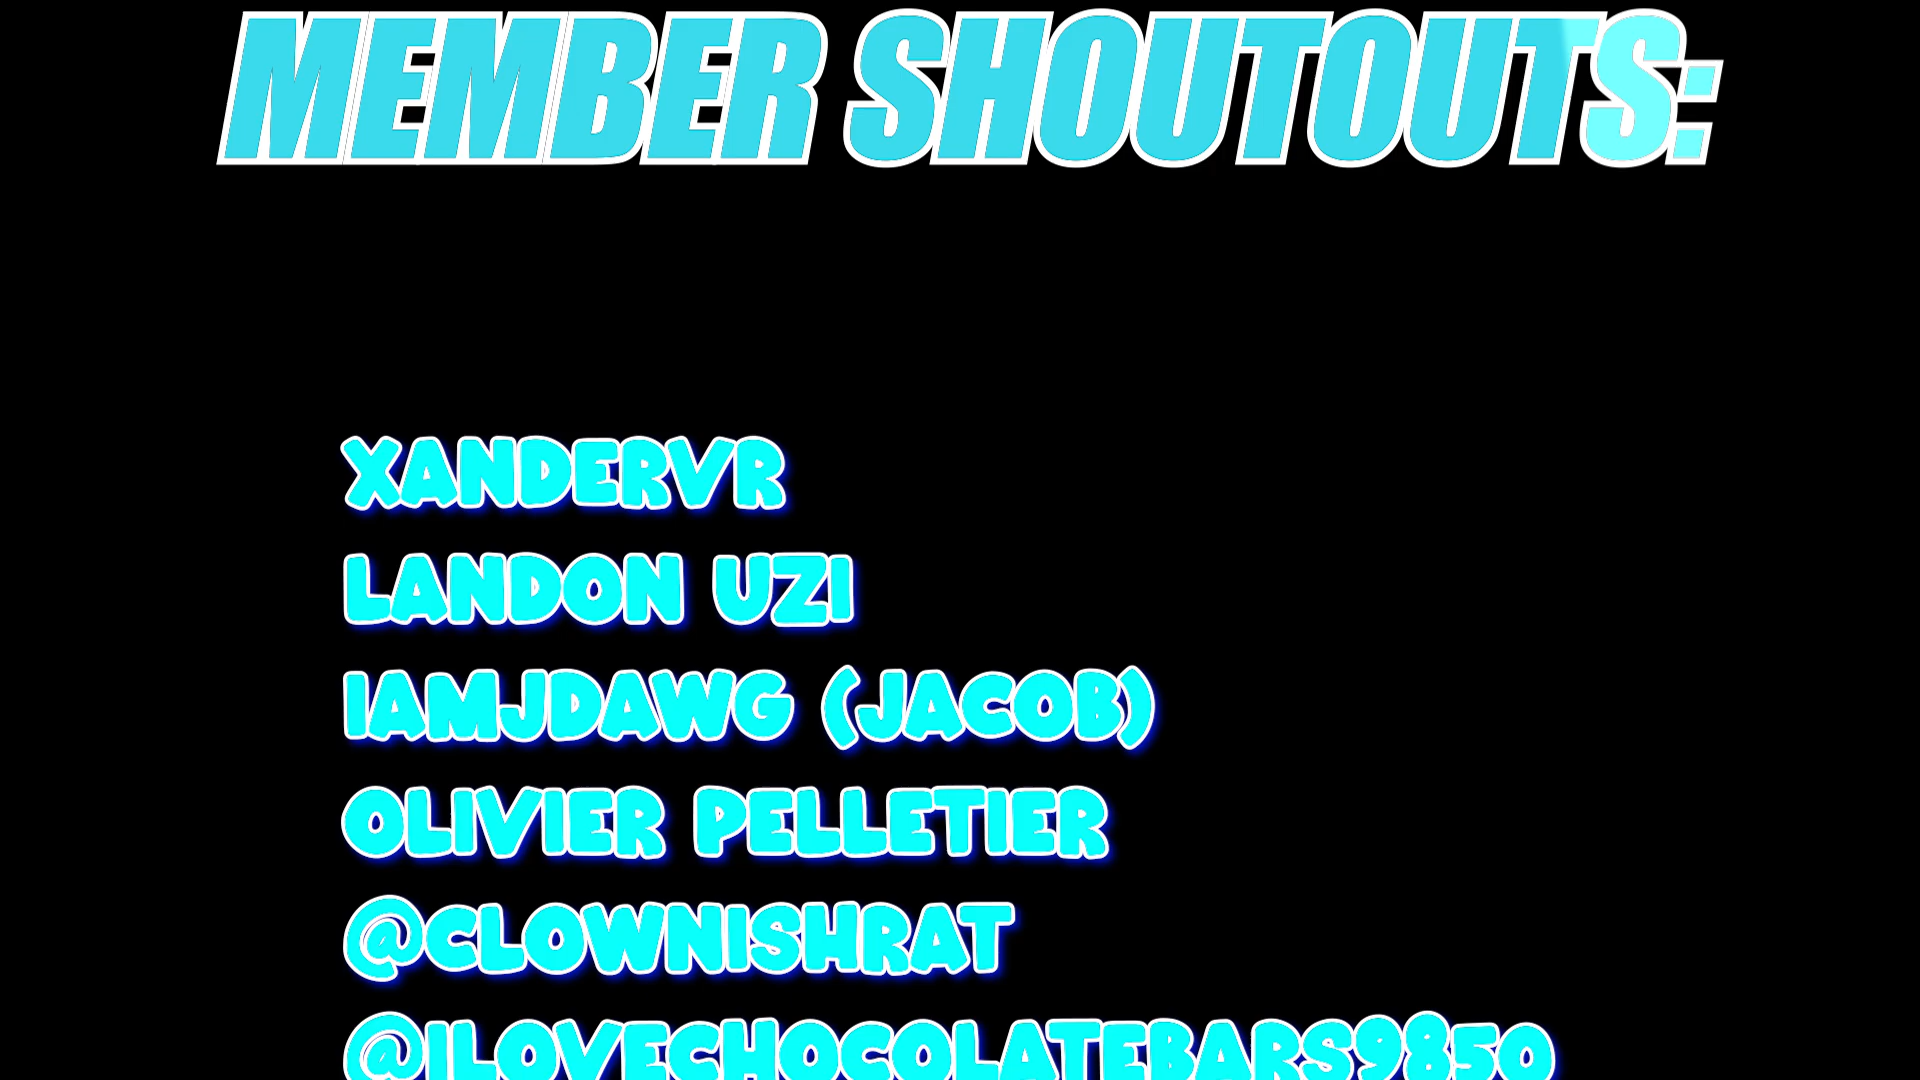 MEMBER SHOUTOUTS:
XANDERVR
LANDON UZI
IAMJDAWG (JACOB)
OLIVIER PELLETIER
@CLOWNISHRAT
@ILOVECHOCOLATEBARS9850